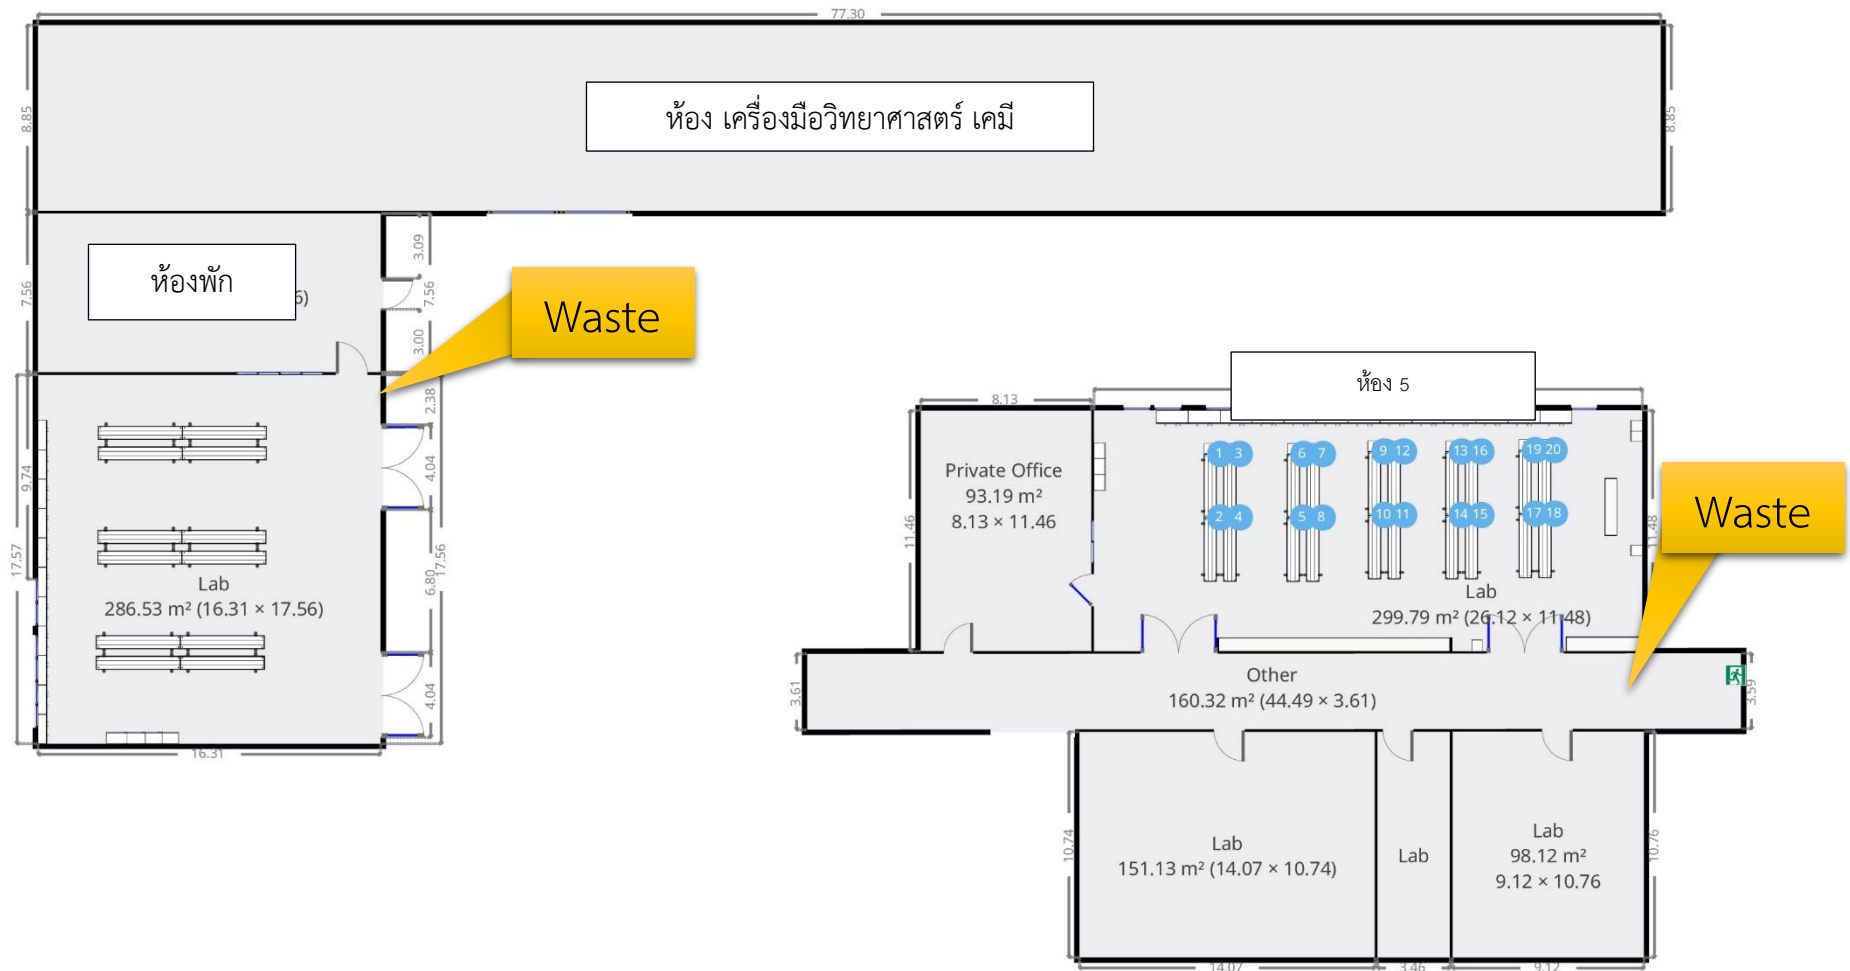 77.30
8.85
ห้อง เครื่องมือวิทยาศาสตร์ เคมี
8.85
7.56
ห้องพัก
6)
3.09
7.56
3.00
Waste
2.38
4.04
6.80
17.56
4.04
9.74
17.57
Lab
286.53 m² (16.31 × 17.56)
16.31
ห้อง 5
8.13
11.46
Private Office
93.19 m²
8.13 × 11.46
1 3
6 7
9 12
13 16
19 20
2 4
5 8
10 11
14 15
17 18
11.48
Lab
299.79 m² (26.12 × 11.48)
Waste
3.61
Other
160.32 m² (44.49 × 3.61)
3.59
10.74
Lab
151.13 m² (14.07 × 10.74)
Lab
Lab
98.12 m²
9.12 × 10.76
10.76
14.07
3.46
9.12